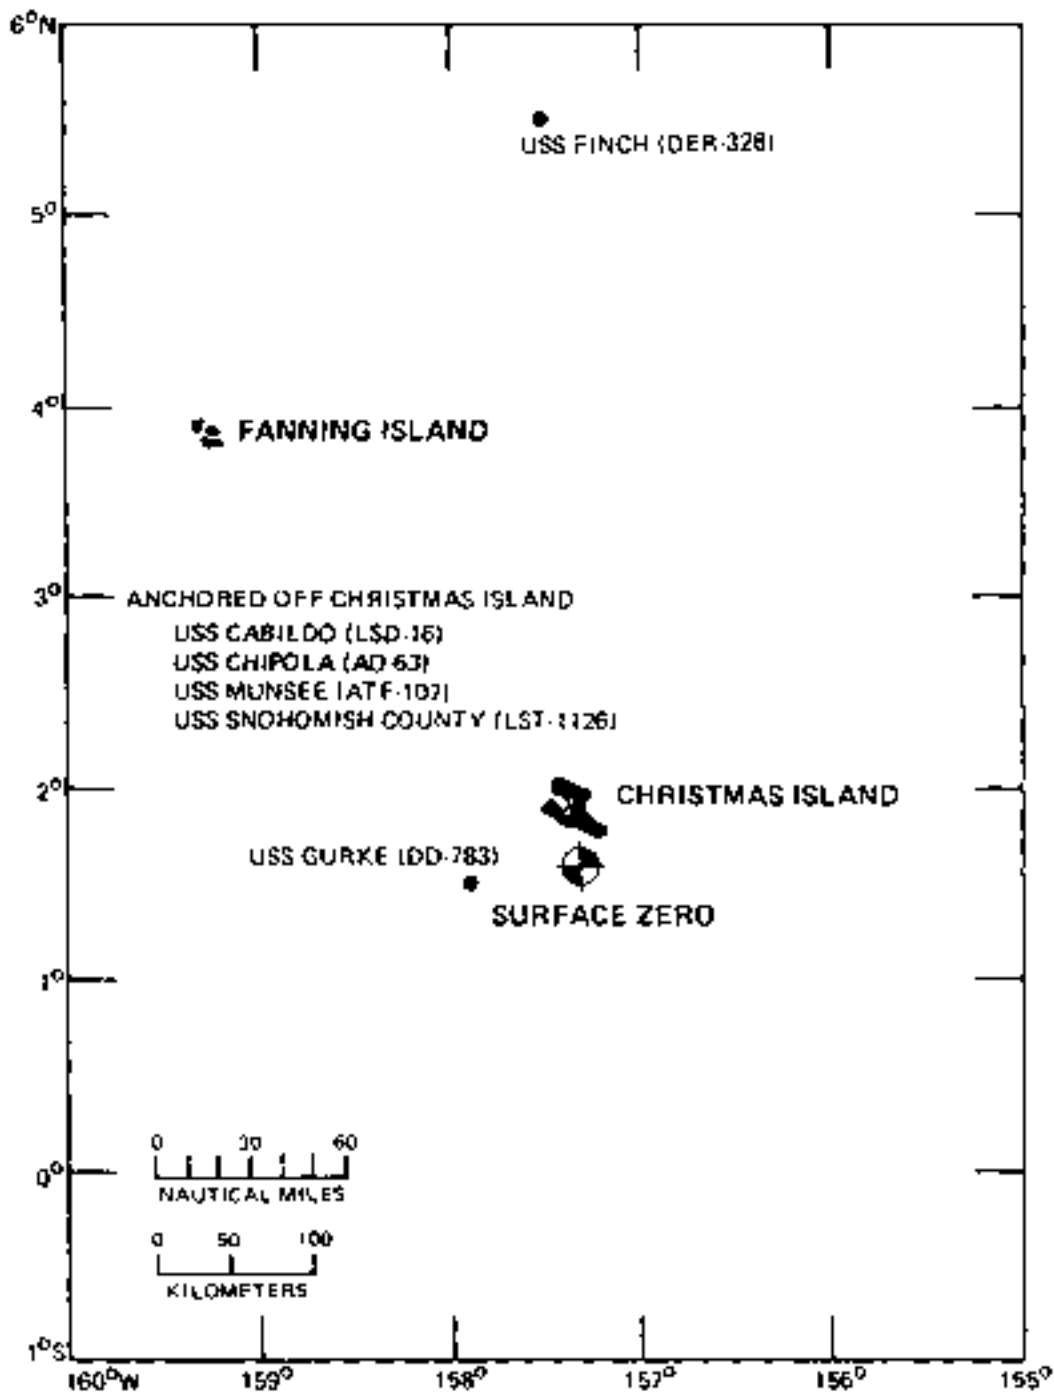 6°N
USS FINCH (DER-328)
5°
4°
FANNING ISLAND
3°
ANCHORED OFF CHRISTMAS ISLAND
USS CABILDO (LSD-16)
USS CHIPOLA (AO-63)
USS MUNSEE (ATF-107)
USS SNOHOMISH COUNTY (LST-1126)
2°
CHRISTMAS ISLAND
USS GURKE (DD-783)
SURFACE ZERO
1°
0 30 60
NAUTICAL MILES
0°
0 50 100
KILOMETERS
1°S
160°W 159° 158° 157° 156° 155°